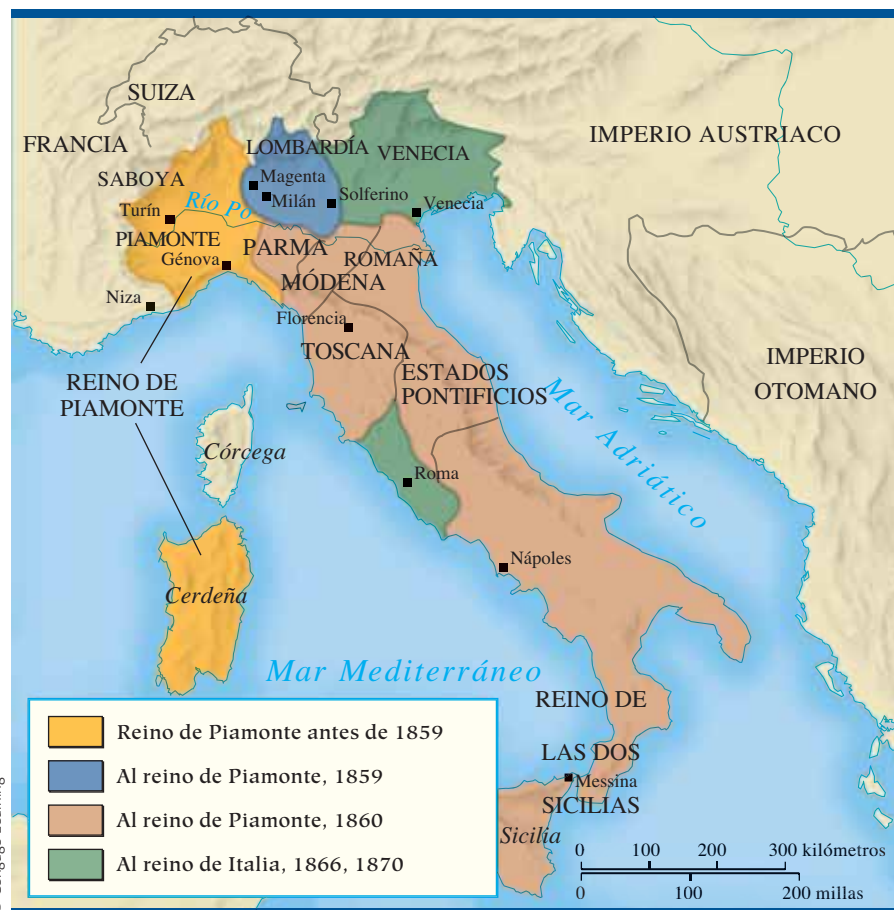 SUIZA
FRANCIA
IMPERIO AUSTRIACO
LOMBARDÍA
VENECIA
SABOYA
Magenta
Milán
Solferino
Venecia
Río Po
Turín
PIAMONTE
Génova
PARMA
ROMAÑA
MÓDENA
Niza
Florencia
TOSCANA
ESTADOS
PONTIFICIOS
IMPERIO
OTOMANO
REINO DE
PIAMONTE
Mar Adriático
Córcega
Roma
Cerdeña
Nápoles
Mar Mediterráneo
REINO DE
LAS DOS
SICILIAS
Messina
Sicilia
Reino de Piamonte antes de 1859
Al reino de Piamonte, 1859
Al reino de Piamonte, 1860
Al reino de Italia, 1866, 1870
0 100 200 300 kilómetros
0 100 200 millas